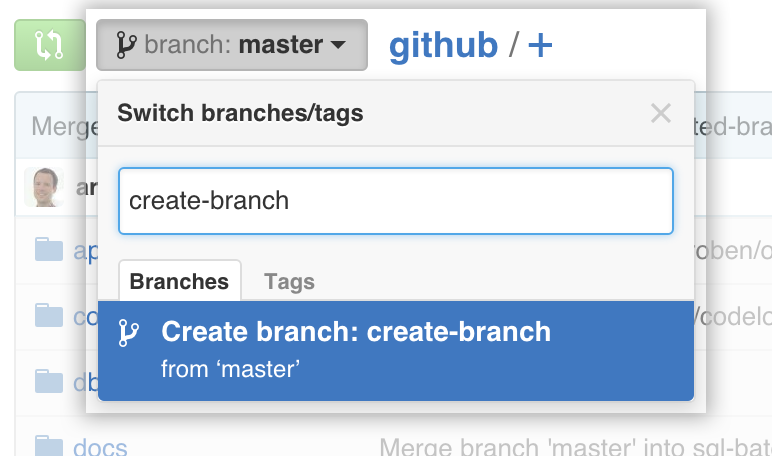 branch: master
github / +
Switch branches/tags
×
Merge
ted-bra
create-branch
ar
ap
roben/o
Branches
Tags
co
/codelo
Create branch: create-branch
from ‘master’
db
docs
Merge branch 'master' into sql-bat